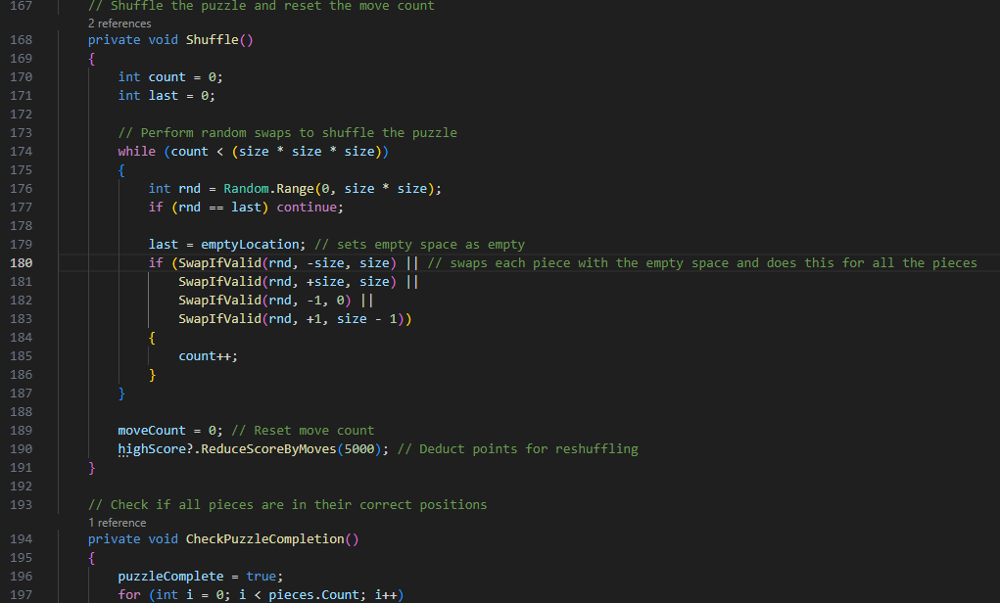 167 // Shuffle the puzzle and reset the move count
2 references
168 private void Shuffle()
169 {
170 int count = 0;
171 int last = 0;
172
173 // Perform random swaps to shuffle the puzzle
174 while (count < (size * size * size))
175 {
176 int rnd = Random.Range(0, size * size);
177 if (rnd == last) continue;
178
179 last = emptyLocation; // sets empty space as empty
180 if (SwapIfValid(rnd, -size, size) || // swaps each piece with the empty space and does this for all the pieces
181 SwapIfValid(rnd, +size, size) ||
182 SwapIfValid(rnd, -1, 0) ||
183 SwapIfValid(rnd, +1, size - 1))
184 {
185 count++;
186 }
187 }
188
189 moveCount = 0; // Reset move count
190 highScore?.ReduceScoreByMoves(5000); // Deduct points for reshuffling
191 }
192
193 // Check if all pieces are in their correct positions
1 reference
194 private void CheckPuzzleCompletion()
195 {
196 puzzleComplete = true;
197 for (int i = 0; i < pieces.Count; i++)